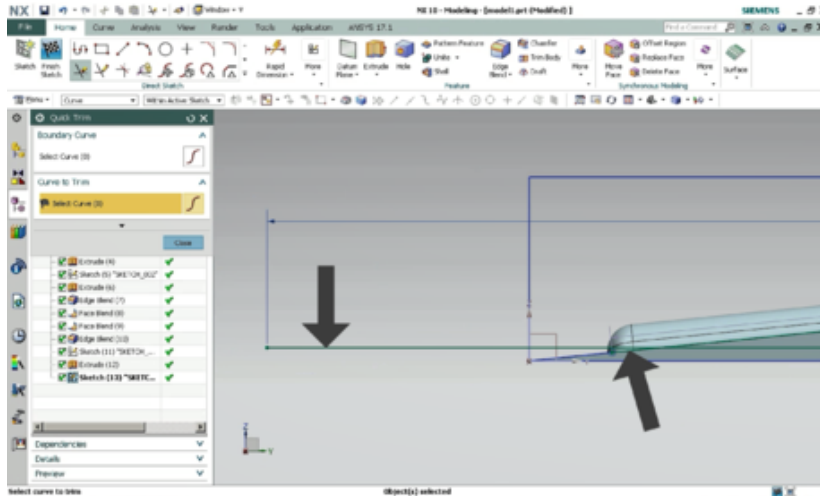 NX
Window
NX 10 - Modeling - [model1.prt (Modified) ]
SIEMENS
File Home Curve Analysis View Render Tools Application ANSYS 17.1
Find a Command
Sketch Finish Sketch
Rapid Dimension
More
Datum Plane
Extrude
Hole
Pattern Feature
Unite
Shell
Edge Blend
Chamfer
Trim Body
Draft
More
Move Face
Offset Region
Replace Face
Delete Face
More
Surface
Direct Sketch
Feature
Synchronous Modeling
Menu Curve Within Active Sketch
Quick Trim
Boundary Curve
Select Curve (0)
Curve to Trim
Select Curve (0)
Close
Extrude (4)
Sketch (5) "SKETCH_002"
Extrude (6)
Edge Blend (7)
Face Blend (8)
Face Blend (9)
Edge Blend (10)
Sketch (11) "SKETCH_...
Extrude (12)
Sketch (13) "SKETC...
Dependencies
Details
Preview
Z
Y
Select curve to trim
Object(s) selected